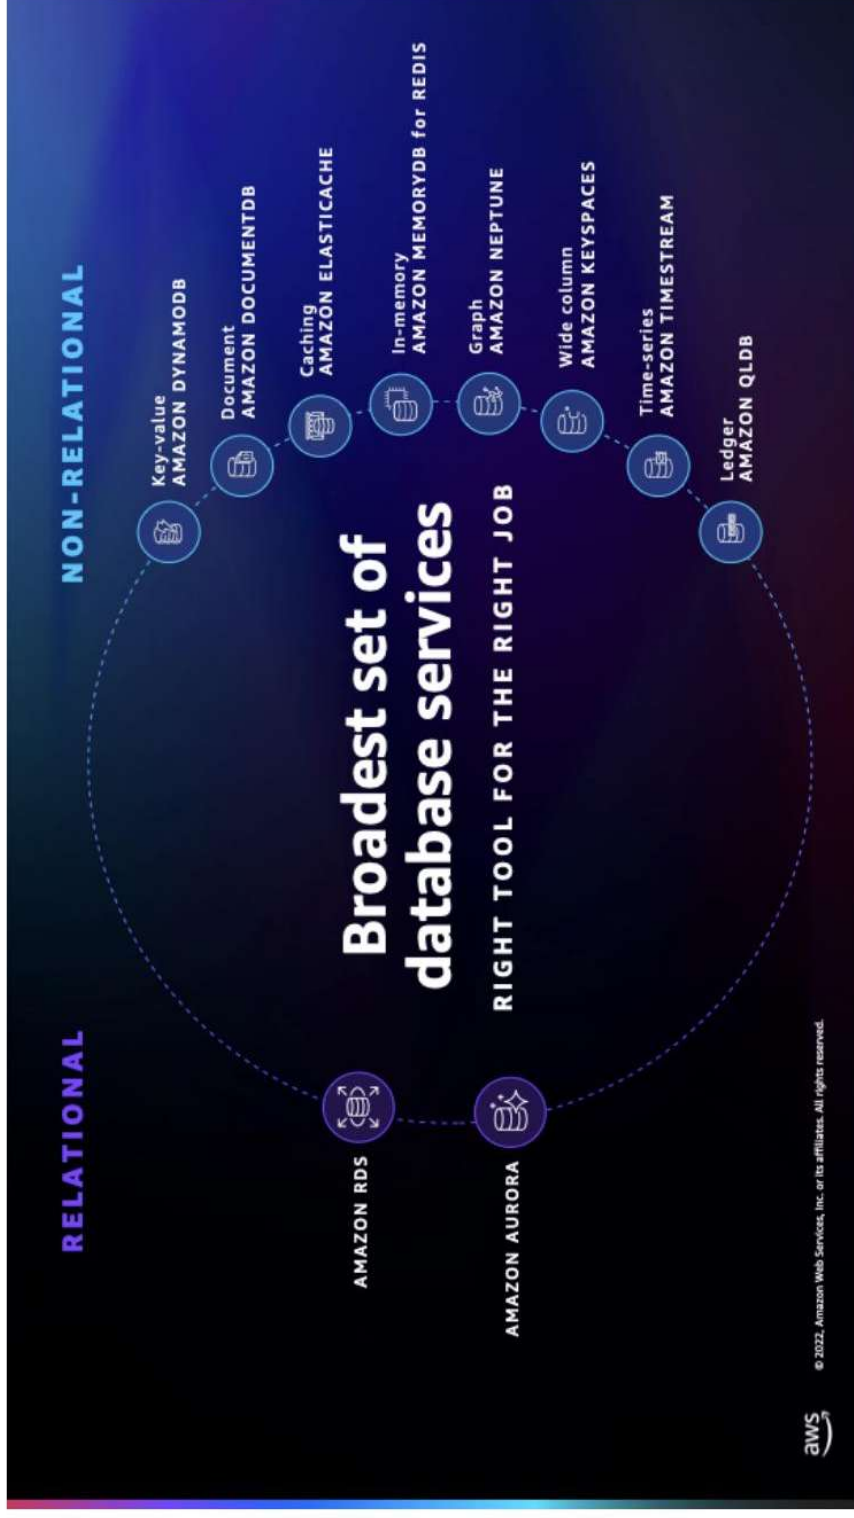 RELATIONAL
NON-RELATIONAL
AMAZON RDS
AMAZON AURORA
Broadest set of
database services
RIGHT TOOL FOR THE RIGHT JOB
Key-value
AMAZON DYNAMODB
Document
AMAZON DOCUMENTDB
Caching
AMAZON ELASTICACHE
In-memory
AMAZON MEMORYDB for REDIS
Graph
AMAZON NEPTUNE
Wide column
AMAZON KEYSPACES
Time-series
AMAZON TIMESTREAM
Ledger
AMAZON QLDB
aws
© 2022, Amazon Web Services, Inc. or its affiliates. All rights reserved.